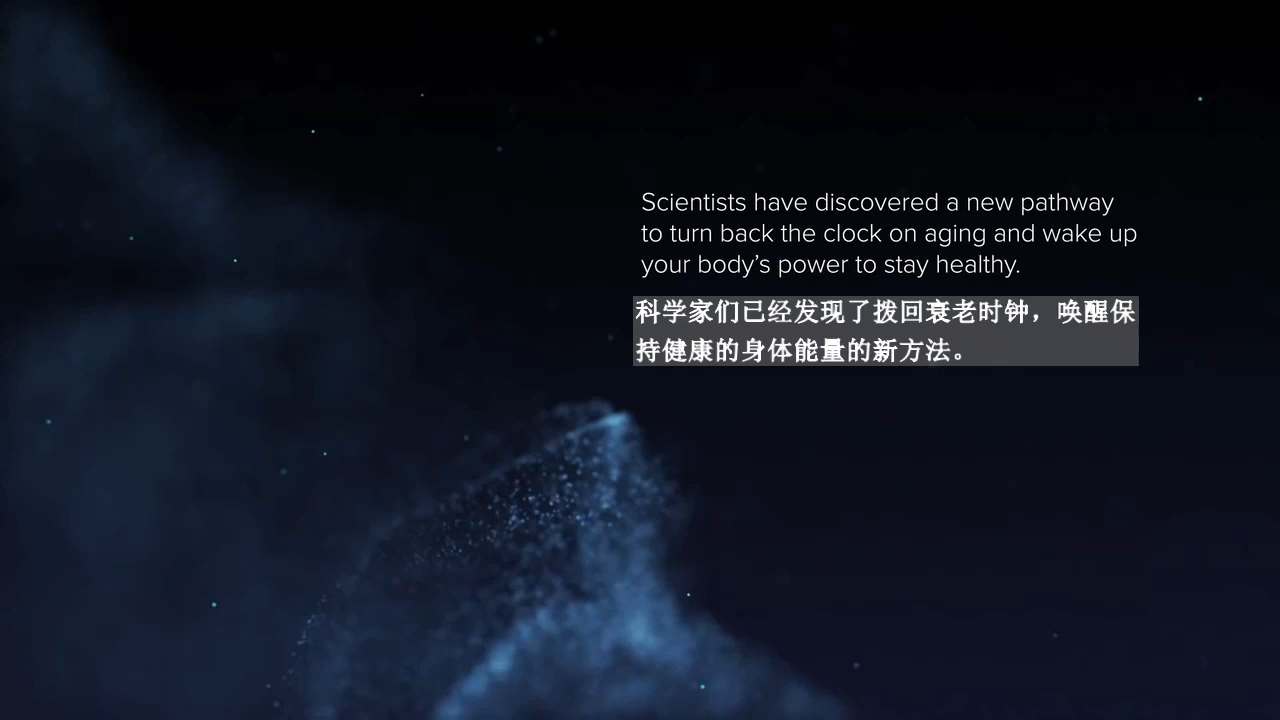 Scientists have discovered a new pathway
to turn back the clock on aging and wake up
your body’s power to stay healthy.
科学家们已经发现了拨回衰老时钟，唤醒保
持健康的身体能量的新方法。